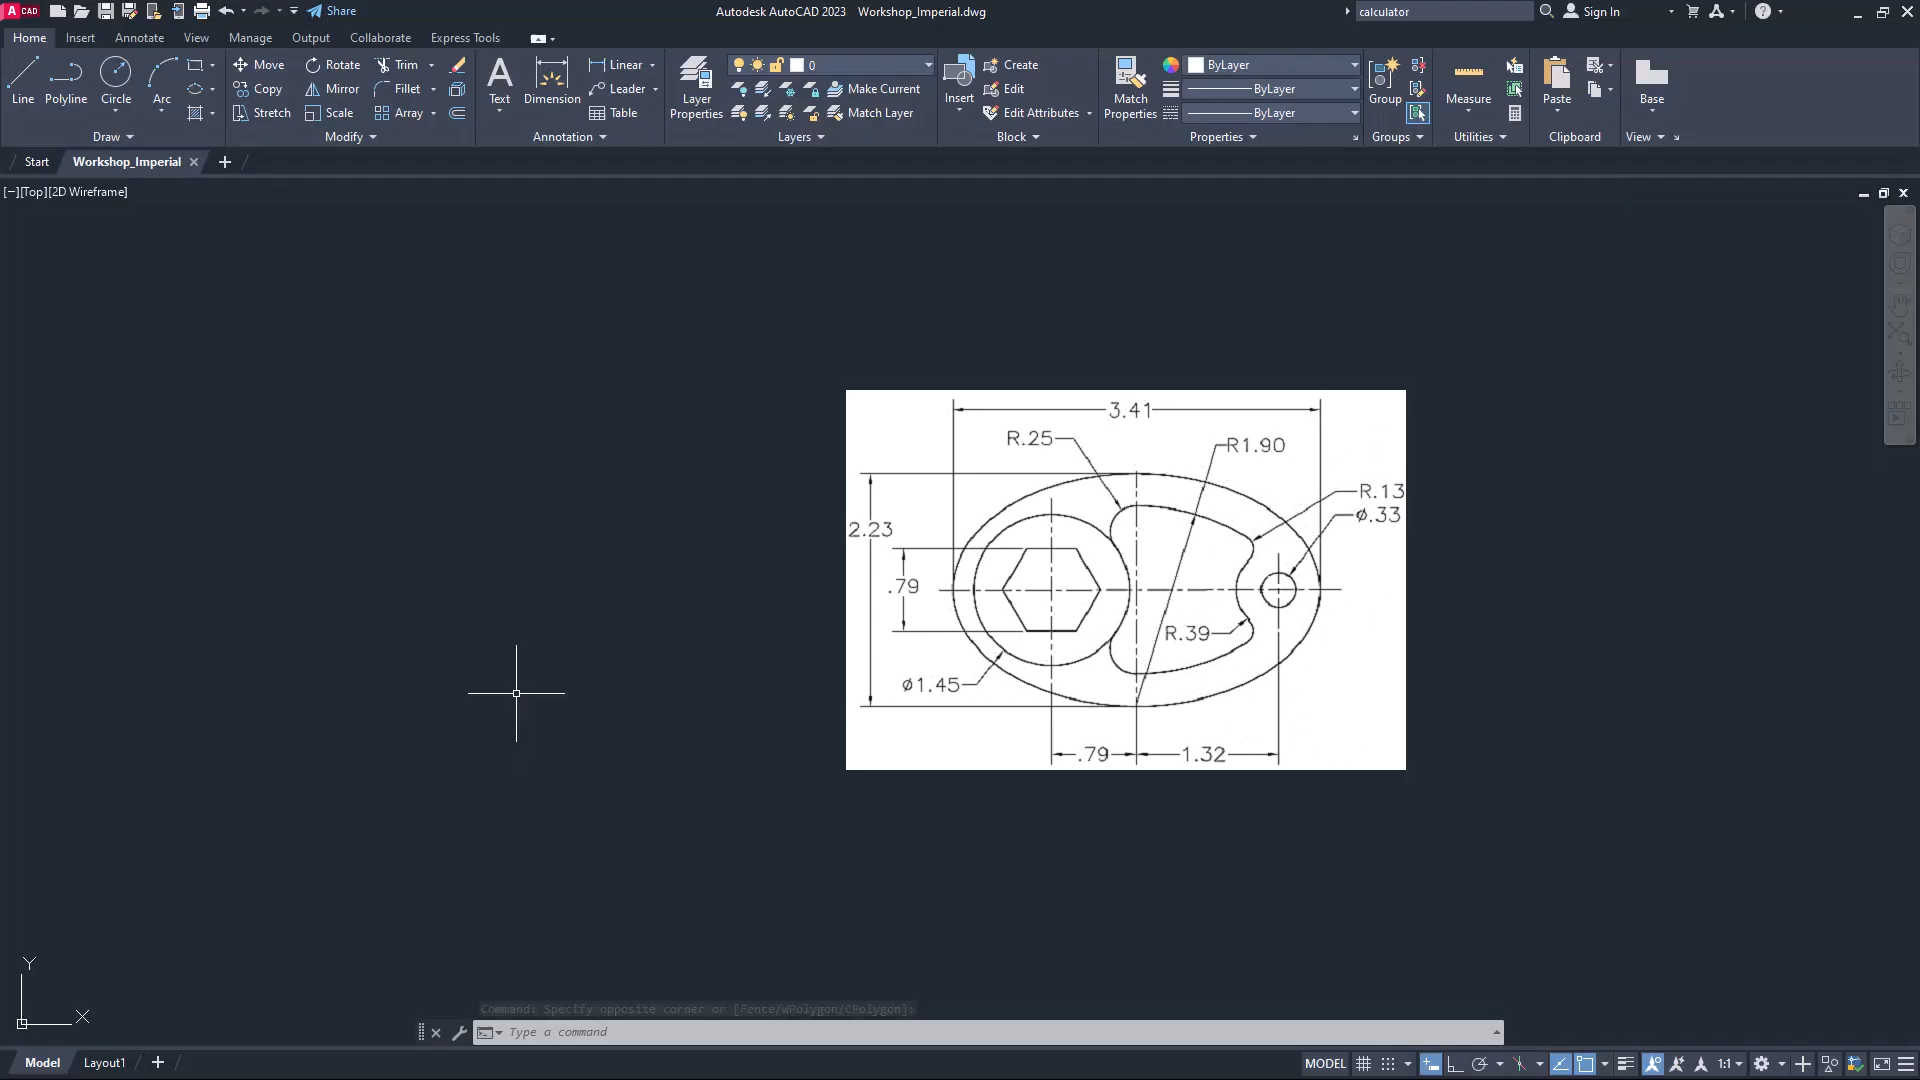 A CAD Share Autodesk AutoCAD 2023 Workshop_Imperial.dwg calculator Sign In
Home Insert Annotate View Manage Output Collaborate Express Tools
Line Polyline Circle Arc
Draw
Move Rotate Trim
Copy Mirror Fillet
Stretch Scale Array
Modify
Text Dimension
Linear
Leader
Table
Annotation
Layer Properties
0
Make Current
Match Layer
Layers
Insert
Create
Edit
Edit Attributes
Block
Match Properties
ByLayer
ByLayer
ByLayer
Properties
Group
Groups
Measure
Utilities
Paste
Clipboard
Base
View
Start Workshop_Imperial
[−][Top][2D Wireframe]
3.41
R.25
R1.90
R.13
ø.33
2.23
.79
R.39
ø1.45
.79 1.32
Y
X
Command: Specify opposite corner or [Fence/WPolygon/CPolygon]:
Type a command
Model Layout1 MODEL 1:1